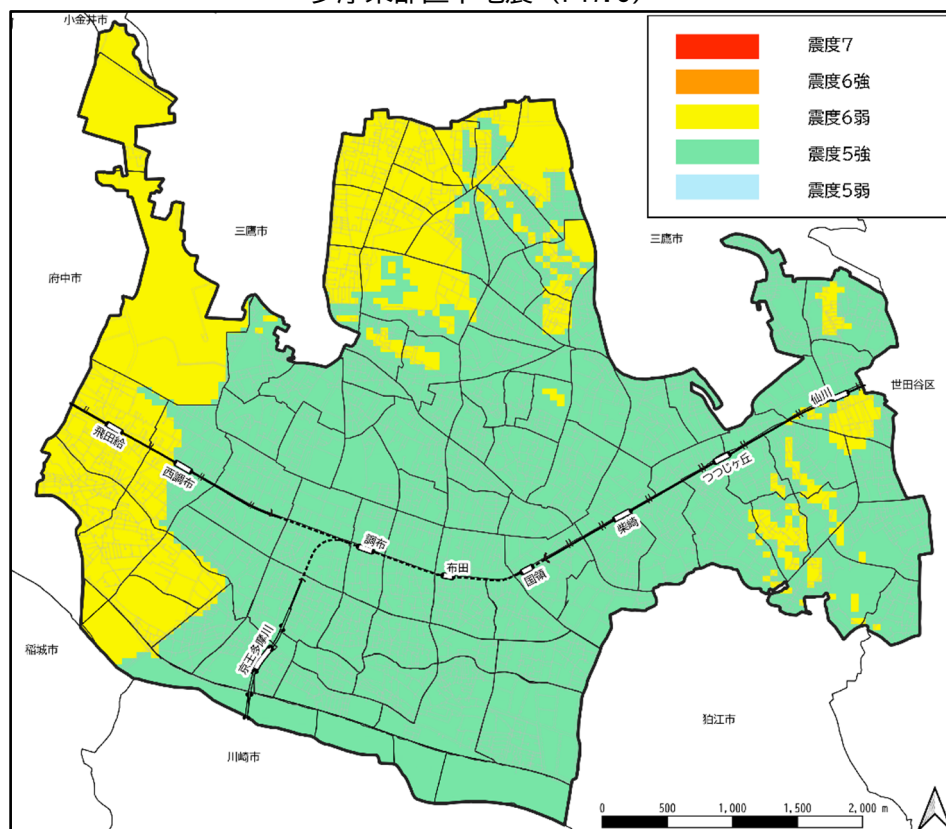 小金井市
震度7
震度6強
震度6弱
震度5強
震度5弱
三鷹市
三鷹市
府中市
世田谷区
仙川
飛田給
つつじヶ丘
西調布
柴崎
調布
布田
国領
京王多摩川
稲城市
狛江市
川崎市
0 500 1,000 1,500 2,000 m